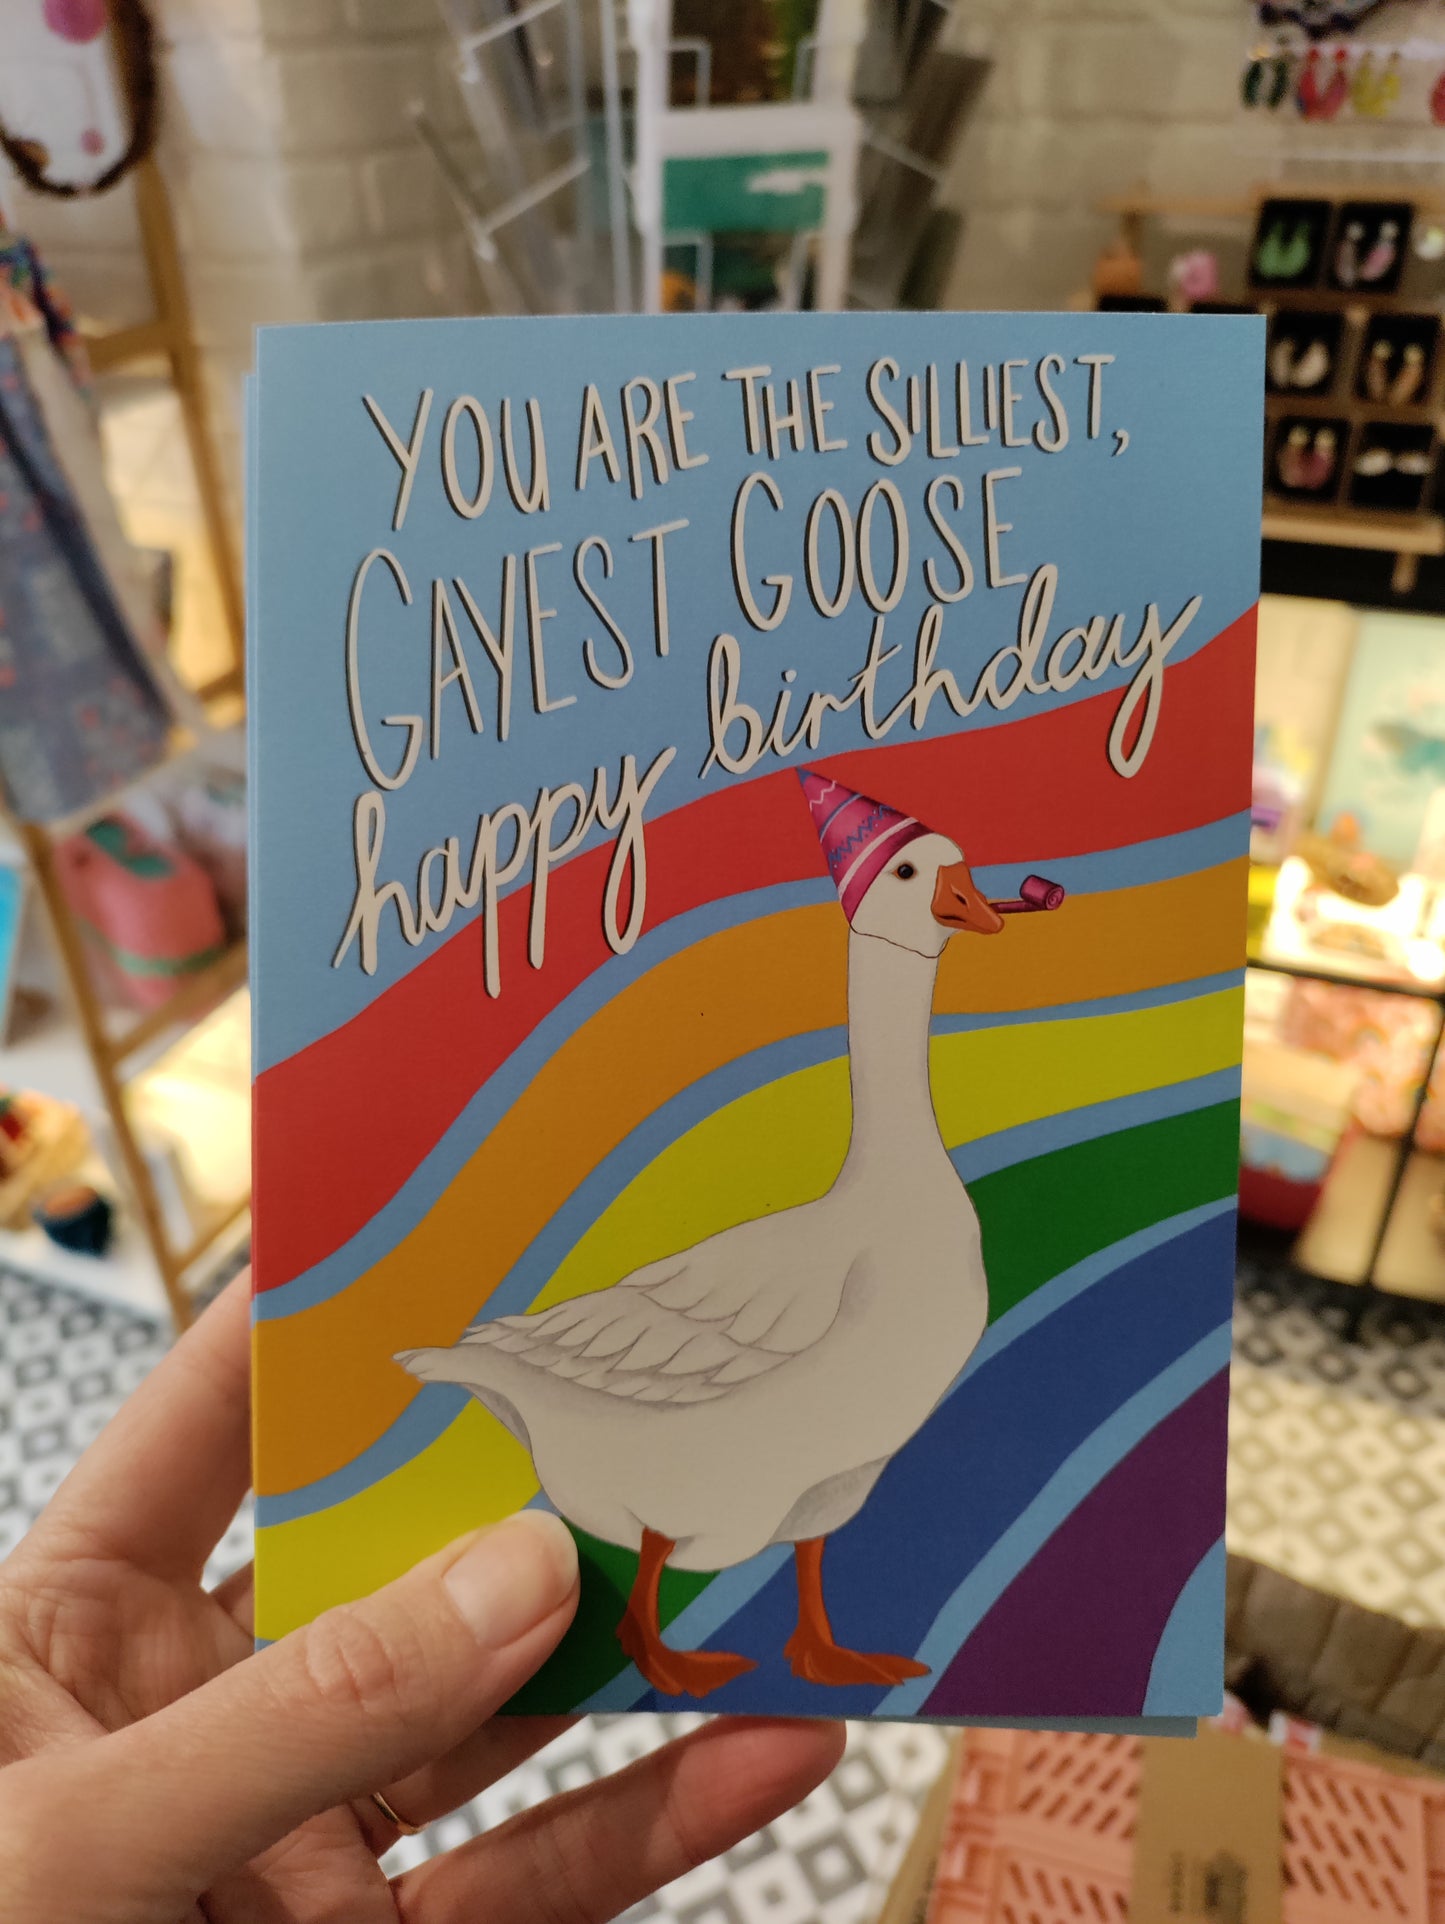 YOU ARE THE SILLIEST,
GAYEST GOOSE
happy birthday